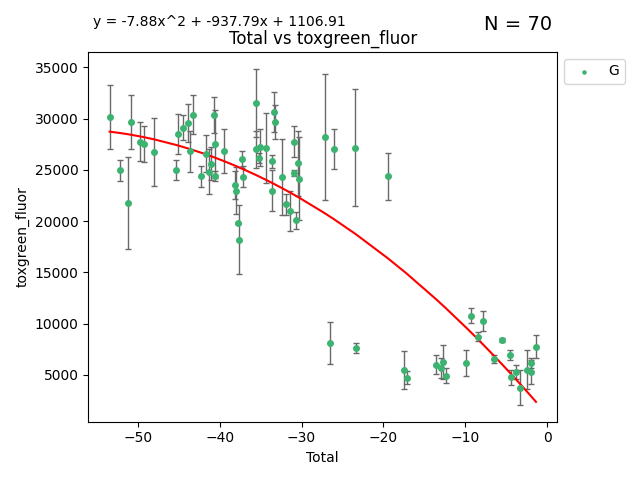 y = -7.88x^2 + -937.79x + 1106.91
N = 70
Total vs toxgreen_fluor
G
35000
30000
25000
20000
15000
10000
5000
toxgreen_fluor
−50
−40
−30
−20
−10
0
Total